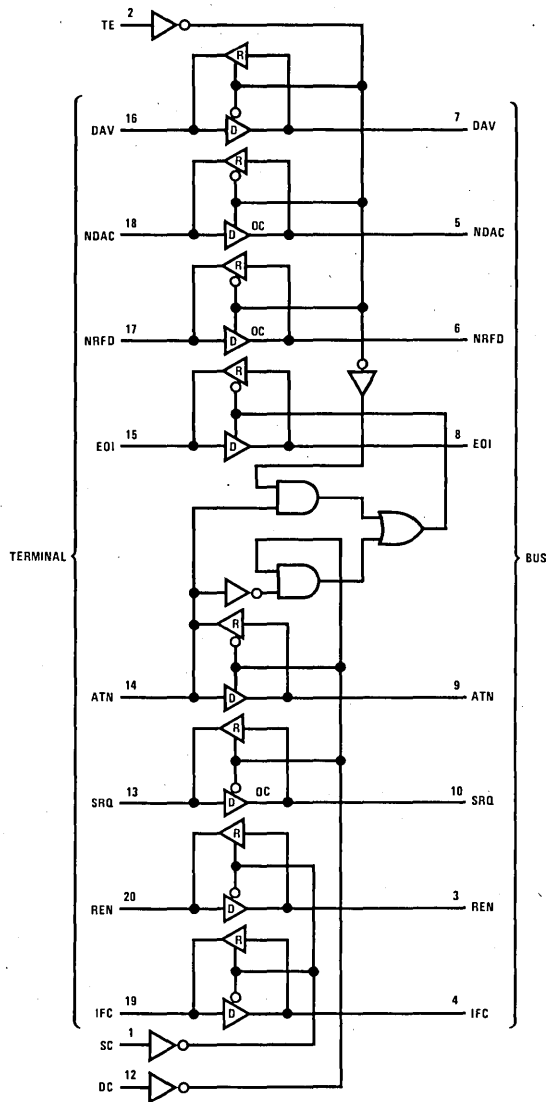 2
TE
R
TERMINAL
BUS
16
DAV
D
7
DAV
R
18
NDAC
D
OC
5
NDAC
R
17
NRFD
D
OC
6
NRFD
R
15
EOI
D
8
EOI
R
14
ATN
D
9
ATN
R
13
SRQ
D
OC
10
SRQ
R
20
REN
D
3
REN
R
19
IFC
D
4
IFC
1
SC
12
DC